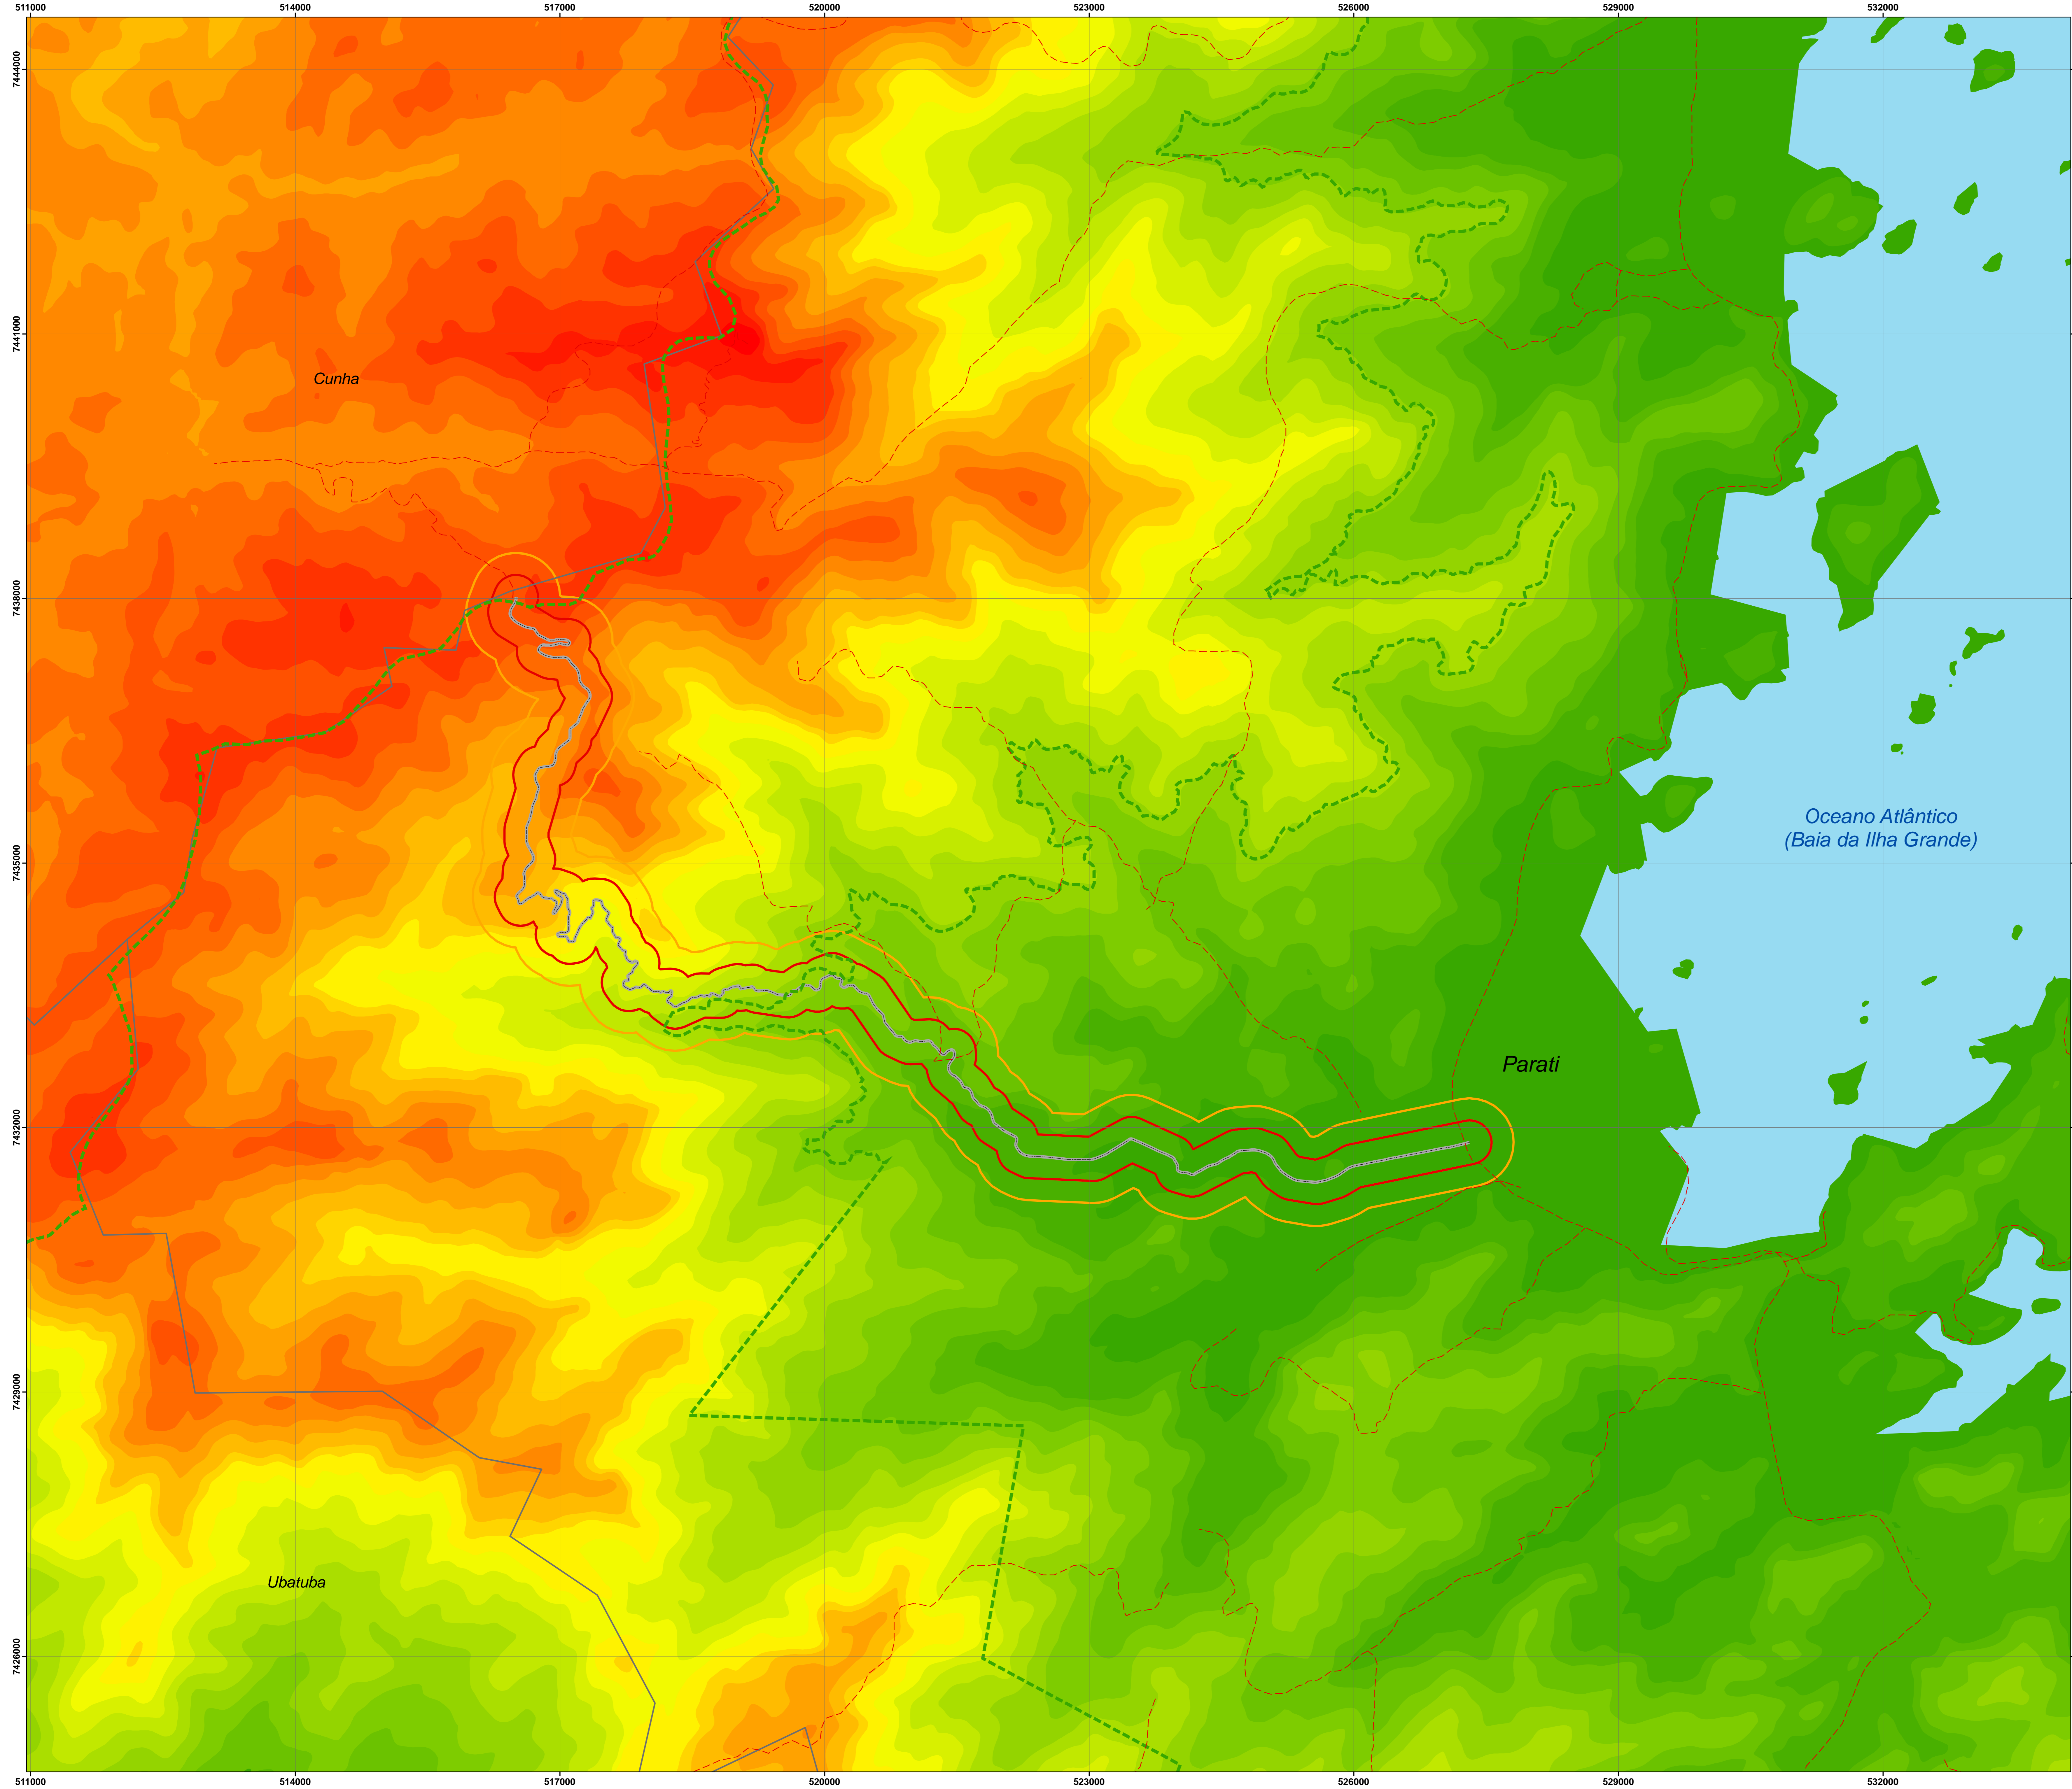 511000 514000 517000 520000 523000 526000 529000 532000
7444000
7441000
Cunha
7438000
Oceano Atlântico
(Baia da Ilha Grande)
7435000
Parati
7432000
7429000
Ubatuba
7426000
511000 514000 517000 520000 523000 526000 529000 532000